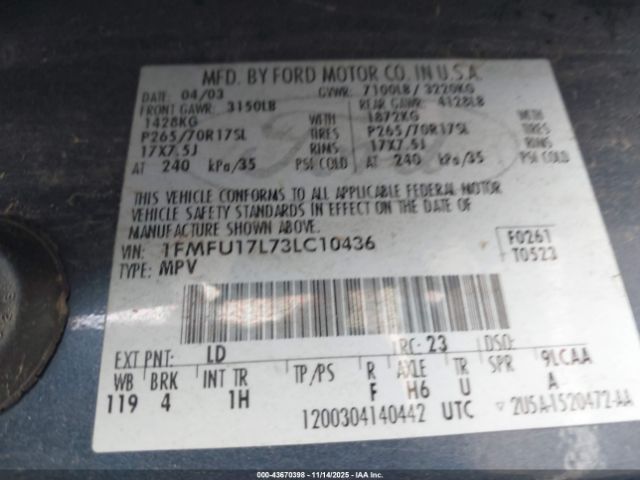 MFD. BY FORD MOTOR CO. IN U.S.A.
DATE: 04/03 GVWR: 7100LB / 3220KG
FRONT GAWR: 3150LB REAR GAWR: 4128LB
1428KG WITH 1872KG WITH
P265/70R17SL TIRES P265/70R17SL TIRES
17X7.5J RIMS 17X7.5J RIMS
AT 240 kPa/35 PSI COLD AT 240 kPa/35 PSI COLD
THIS VEHICLE CONFORMS TO ALL APPLICABLE FEDERAL MOTOR
VEHICLE SAFETY STANDARDS IN EFFECT ON THE DATE OF
MANUFACTURE SHOWN ABOVE.
VIN: 1FMFU17L73LC10436 F0261
TYPE: MPV T0523
EXT PNT: LD RC: 23 DSO:
WB BRK INT TR TP/PS R AXLE TR SPR 9LCAA
119 4 1H F H6 U A
1200304140442 UTC ▽ 2U5A-1520472-AA
000-43670398 - 11/14/2025 - IAA Inc.